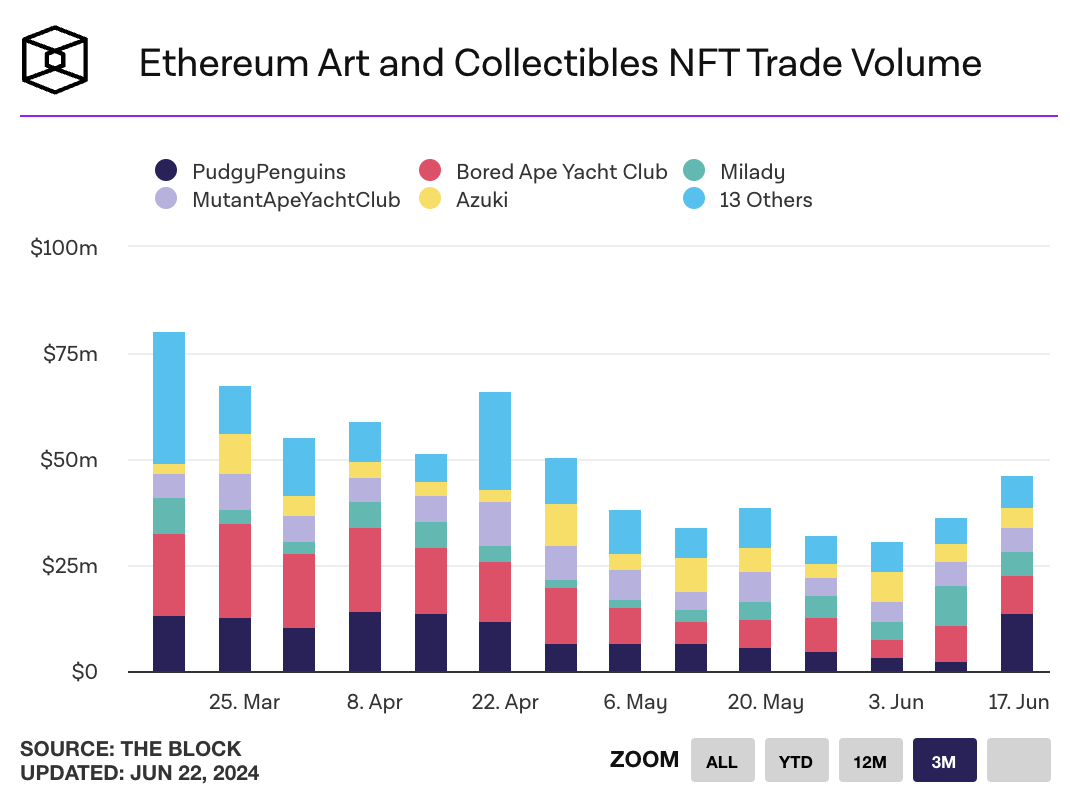 Ethereum Art and Collectibles NFT Trade Volume
PudgyPenguins Bored Ape Yacht Club Milady
MutantApeYachtClub Azuki 13 Others
$100m
$75m
$50m
$25m
$0
25. Mar 8. Apr 22. Apr 6. May 20. May 3. Jun 17. Jun
SOURCE: THE BLOCK
UPDATED: JUN 22, 2024
ZOOM ALL YTD 12M 3M